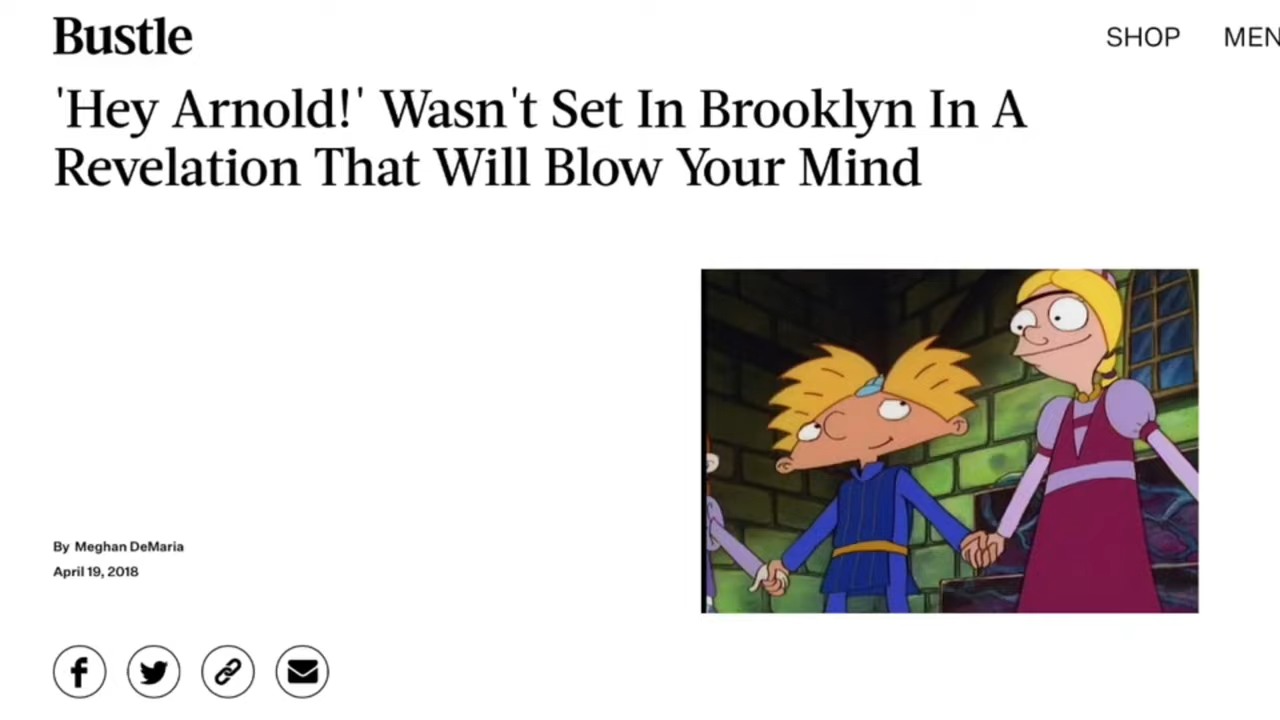 Bustle
SHOP MEN
'Hey Arnold!' Wasn't Set In Brooklyn In A
Revelation That Will Blow Your Mind
By Meghan DeMaria
April 19, 2018